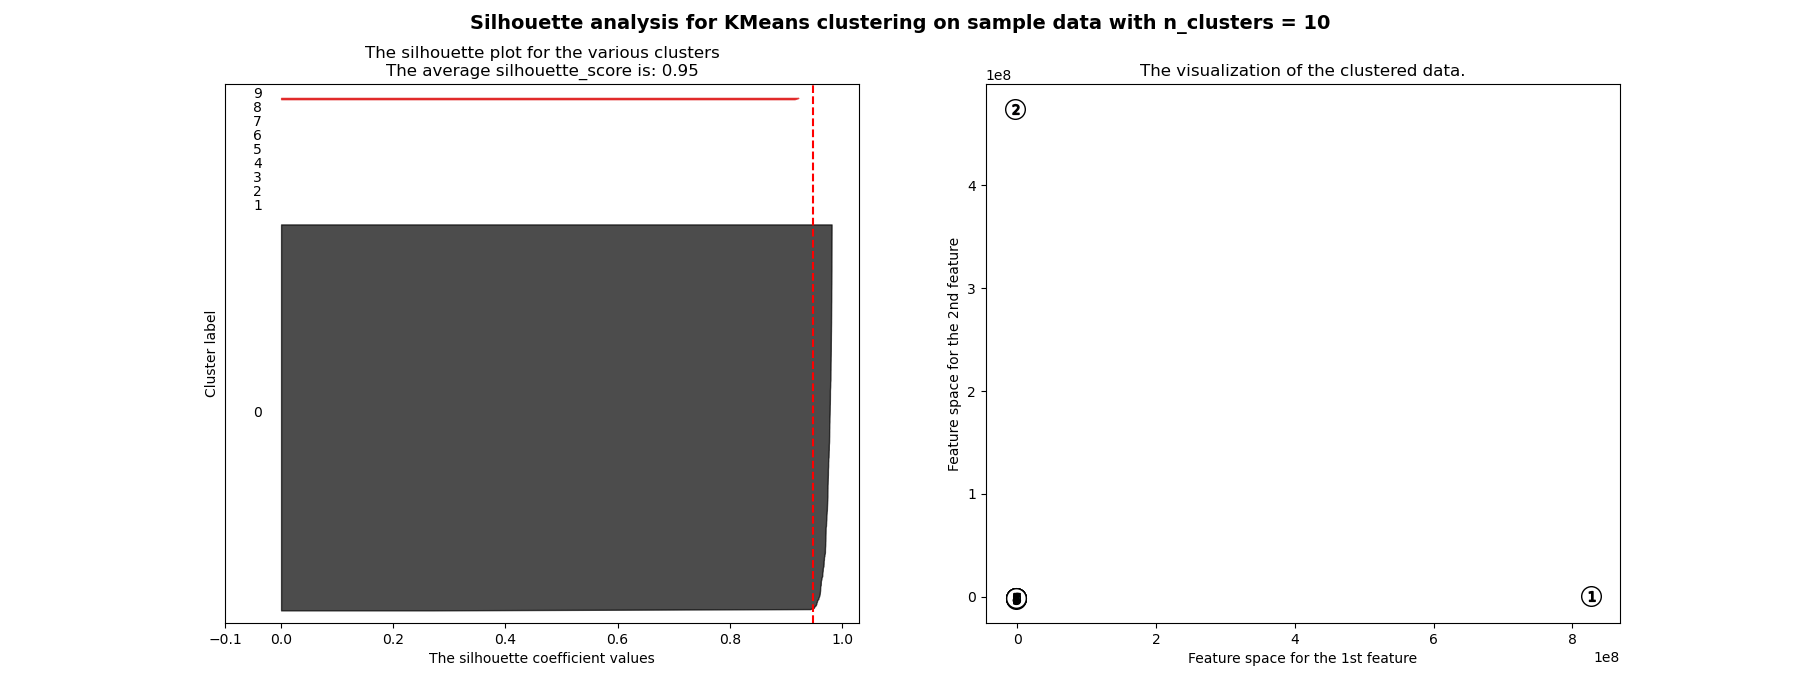 Silhouette analysis for KMeans clustering on sample data with n_clusters = 10
The silhouette plot for the various clusters
The average silhouette_score is: 0.95
9
8
7
6
5
4
3
2
1
0
Cluster label
−0.1 0.0 0.2 0.4 0.6 0.8 1.0
The silhouette coefficient values
The visualization of the clustered data.
1e8
2
4
3
2
1
0
1
Feature space for the 2nd feature
0 2 4 6 8
1e8
Feature space for the 1st feature